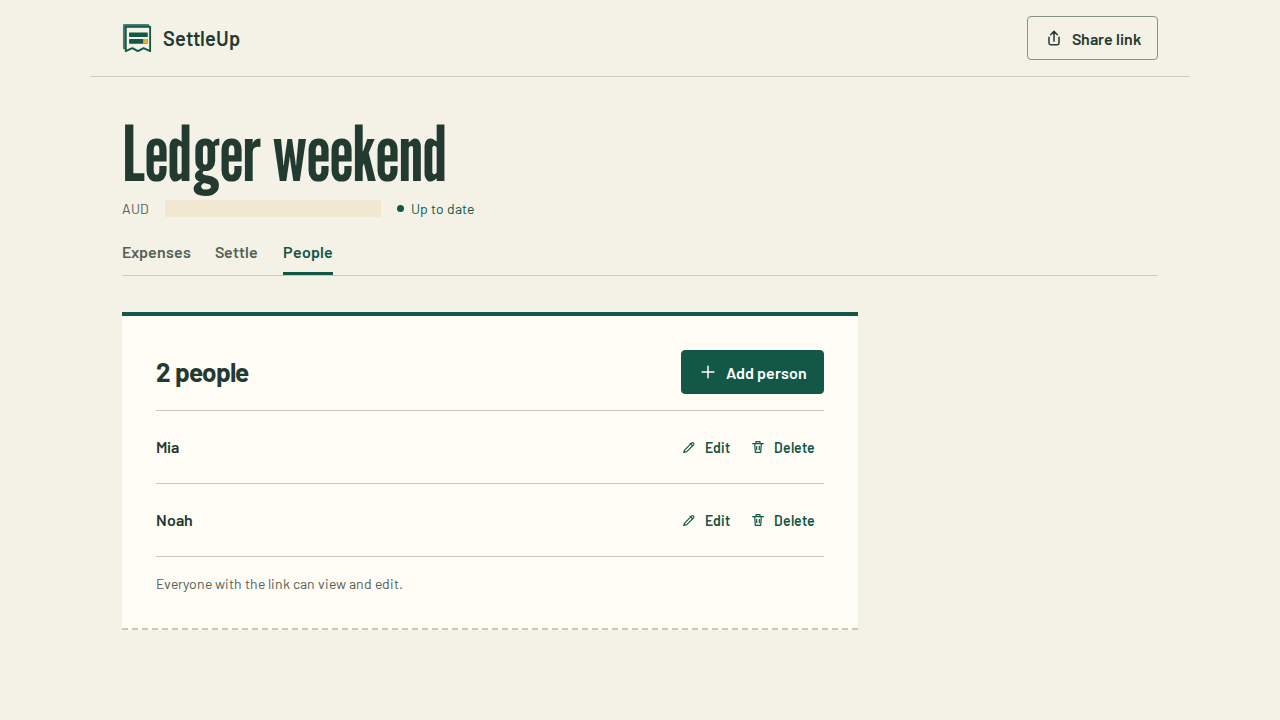 SettleUp
Share link
Ledger weekend
AUD
Up to date
Expenses Settle People
2 people
Add person
Mia
Edit Delete
Noah
Edit Delete
Everyone with the link can view and edit.